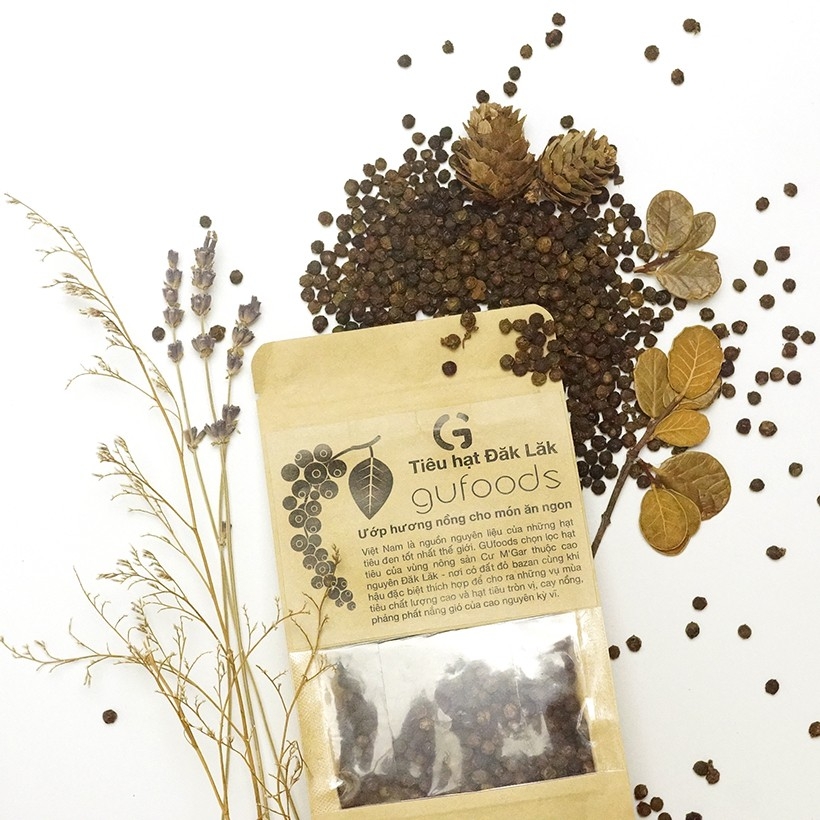 G
Tiêu hạt Đăk Lăk
gufoods
Ướp hương nồng cho món ăn ngon
Việt Nam là nguồn nguyên liệu của những hạt
tiêu đen tốt nhất thế giới. GUfoods chọn lọc hạt
tiêu của vùng nông sản Cư M'Gar thuộc cao
nguyên Đăk Lăk - nơi có đất đỏ bazan cùng khí
hậu đặc biệt thích hợp để cho ra những vụ mùa
tiêu chất lượng cao và hạt tiêu tròn vị, cay nồng,
phảng phất nắng gió của cao nguyên kỳ vĩ.